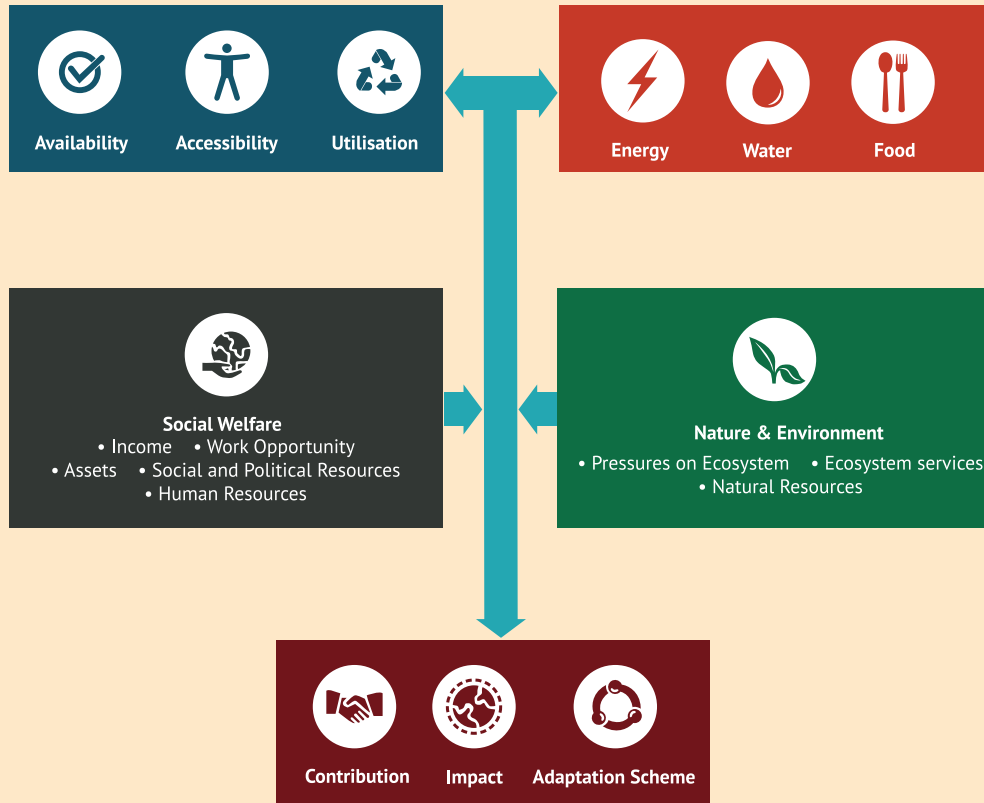 Availability
Accessibility
Utilisation
Energy
Water
Food
Social Welfare
• Income • Work Opportunity
• Assets • Social and Political Resources
• Human Resources
Nature & Environment
• Pressures on Ecosystem • Ecosystem services
• Natural Resources
Contribution
Impact
Adaptation Scheme